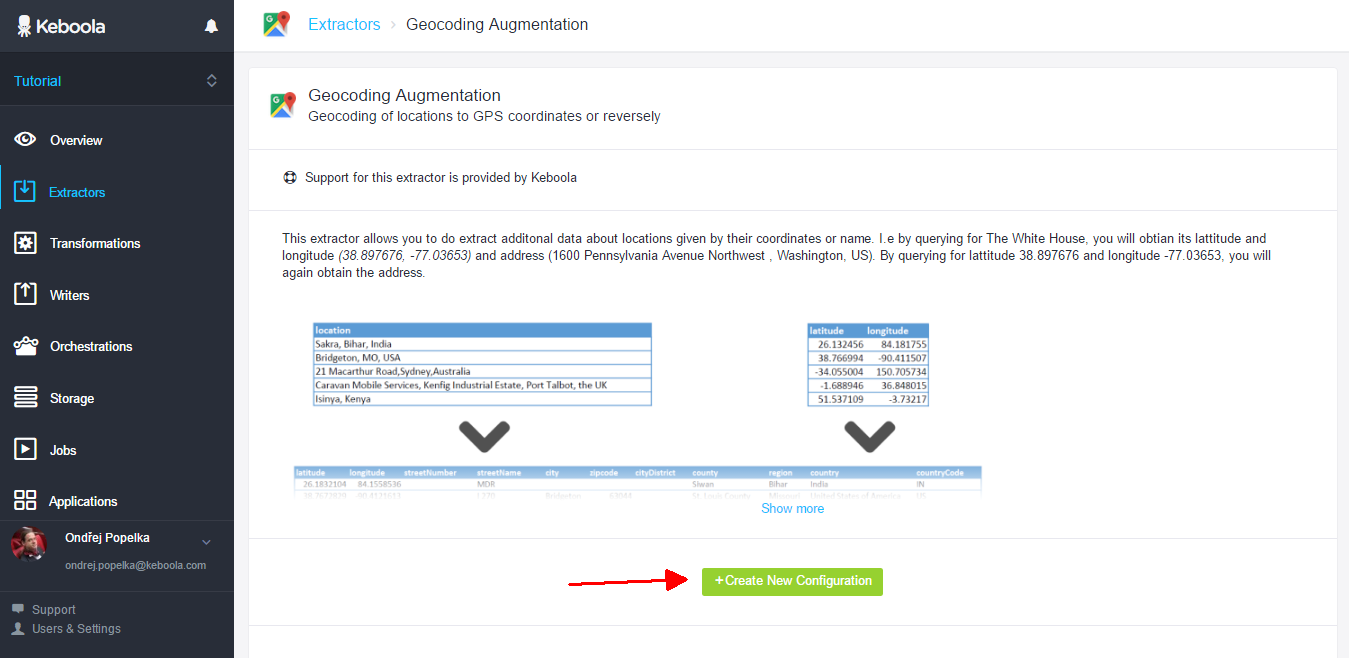 Keboola
Extractors › Geocoding Augmentation
Tutorial
Overview
Extractors
Transformations
Writers
Orchestrations
Storage
Jobs
Applications
Ondřej Popelka
ondrej.popelka@keboola.com
Support
Users & Settings
Geocoding Augmentation
Geocoding of locations to GPS coordinates or reversely
Support for this extractor is provided by Keboola
This extractor allows you to do extract additonal data about locations given by their coordinates or name. I.e by querying for The White House, you will obtian its lattitude and
longitude (38.897676, -77.03653) and address (1600 Pennsylvania Avenue Northwest , Washington, US). By querying for lattitude 38.897676 and longitude -77.03653, you will
again obtain the address.
location
Sakra, Bihar, India
Bridgeton, MO, USA
21 Macarthur Road,Sydney,Australia
Caravan Mobile Services, Kenfig Industrial Estate, Port Talbot, the UK
Isinya, Kenya
latitude longitude
26.132456 84.181755
38.766994 -90.411507
-34.055004 150.705734
-1.688946 36.848015
51.537109 -3.73217
latitude longitude streetNumber streetName city zipcode cityDistrict county region country countryCode
26.1832104 84.1558536 MDR Siwan Bihar India IN
Bridgeton St. Louis County Missouri United States of America US
Show more
+Create New Configuration